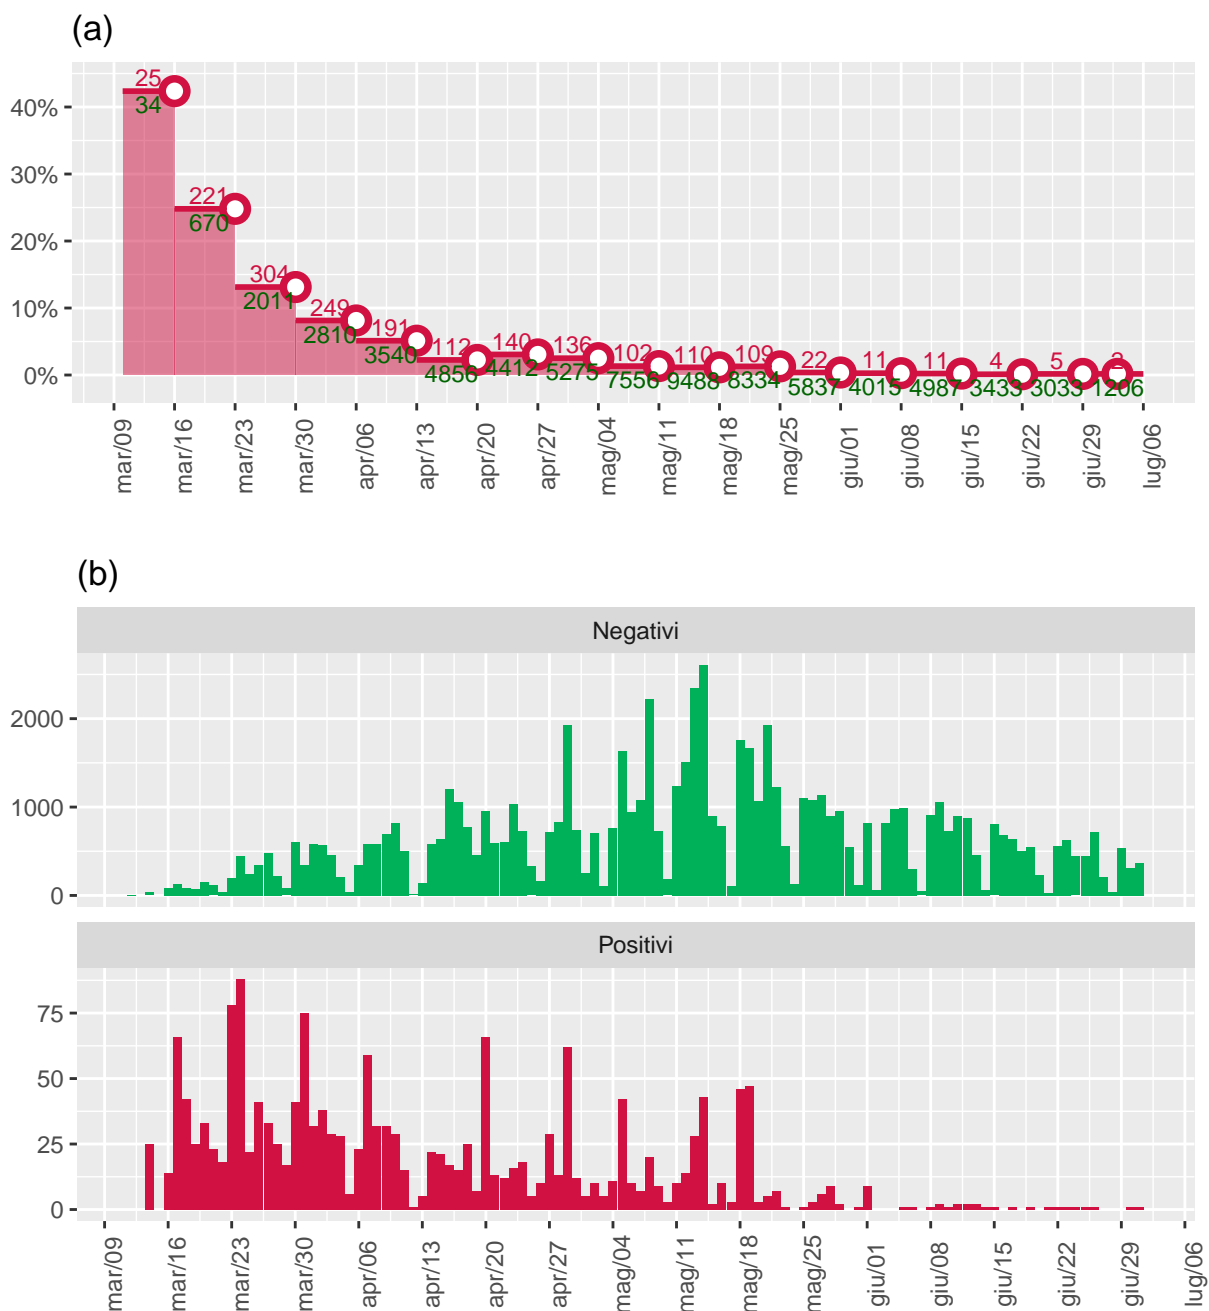 (a)
40%
30%
20%
10%
0%
25 221 304 249 191 112 140 136 102 110 109 22 11 11 4 5 2
34 670 2011 2810 3540 4856 4412 5275 7556 9488 8334 5837 4015 4987 3433 3033 1206
mar/09 mar/16 mar/23 mar/30 apr/06 apr/13 apr/20 apr/27 mag/04 mag/11 mag/18 mag/25 giu/01 giu/08 giu/15 giu/22 giu/29 lug/06
(b)
Negativi
2000
1000
0
Positivi
75
50
25
0
mar/09 mar/16 mar/23 mar/30 apr/06 apr/13 apr/20 apr/27 mag/04 mag/11 mag/18 mag/25 giu/01 giu/08 giu/15 giu/22 giu/29 lug/06